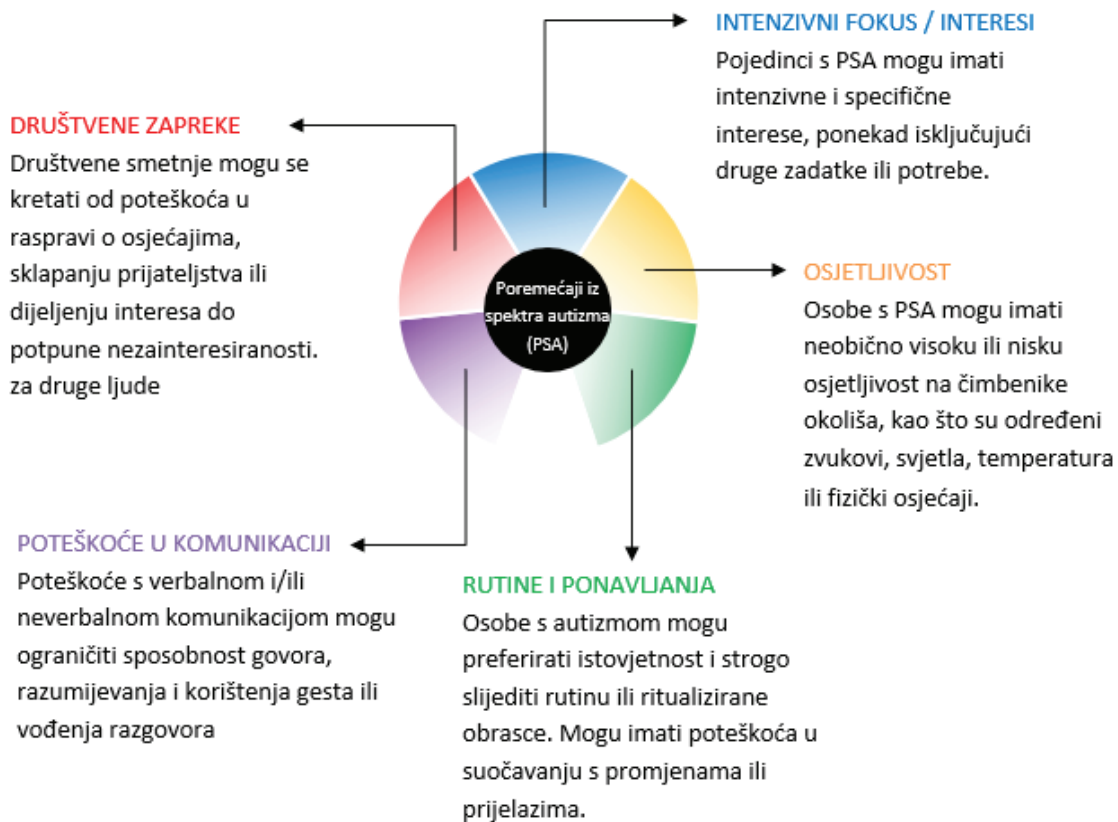 INTENZIVNI FOKUS / INTERESI
Pojedinci s PSA mogu imati
intenzivne i specifične
interese, ponekad isključujući
druge zadatke ili potrebe.
DRUŠTVENE ZAPREKE
Društvene smetnje mogu se
kretati od poteškoća u
raspravi o osjećajima,
sklapanju prijateljstva ili
dijeljenju interesa do
potpune nezainteresiranosti.
za druge ljude
Poremećaji iz
spektra autizma
(PSA)
OSJETLJIVOST
Osobe s PSA mogu imati
neobično visoku ili nisku
osjetljivost na čimbenike
okoliša, kao što su određeni
zvukovi, svjetla, temperatura
ili fizički osjećaji.
POTEŠKOĆE U KOMUNIKACIJI
Poteškoće s verbalnom i/ili
neverbalnom komunikacijom mogu
ograničiti sposobnost govora,
razumijevanja i korištenja gesta ili
vođenja razgovora
RUTINE I PONAVLJANJA
Osobe s autizmom mogu
preferirati istovjetnost i strogo
slijediti rutinu ili ritualizirane
obrasce. Mogu imati poteškoća u
suočavanju s promjenama ili
prijelazima.